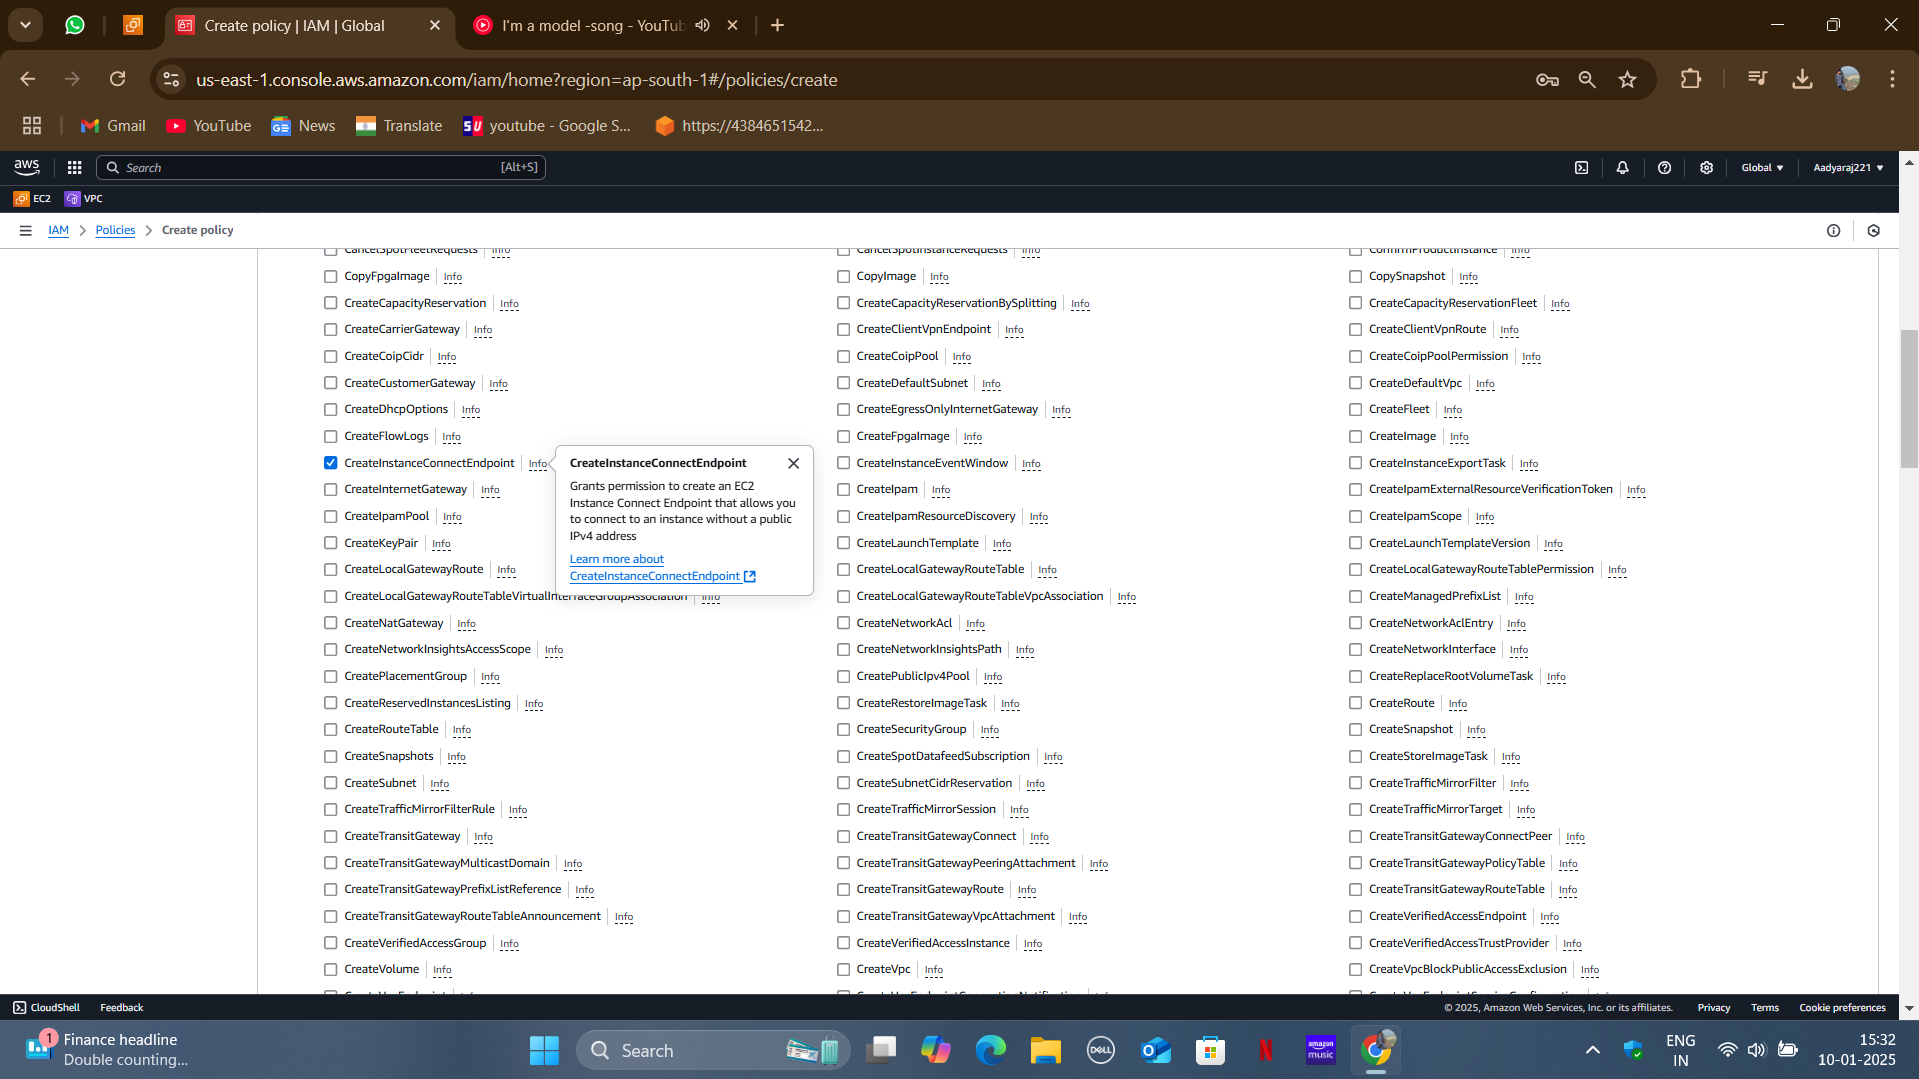 Create policy | IAM | Global
I'm a model -song - YouTub
us-east-1.console.aws.amazon.com/iam/home?region=ap-south-1#/policies/create
Gmail YouTube News Translate youtube - Google S... https://4384651542...
aws Search [Alt+S] Global Aadyaraj221
EC2 VPC
IAM Policies Create policy
CancelSpotFleetRequests Info CancelSpotInstanceRequests Info ConfirmProductInstance Info
CopyFpgaImage Info CopyImage Info CopySnapshot Info
CreateCapacityReservation Info CreateCapacityReservationBySplitting Info CreateCapacityReservationFleet Info
CreateCarrierGateway Info CreateClientVpnEndpoint Info CreateClientVpnRoute Info
CreateCoipCidr Info CreateCoipPool Info CreateCoipPoolPermission Info
CreateCustomerGateway Info CreateDefaultSubnet Info CreateDefaultVpc Info
CreateDhcpOptions Info CreateEgressOnlyInternetGateway Info CreateFleet Info
CreateFlowLogs Info CreateFpgaImage Info CreateImage Info
CreateInstanceConnectEndpoint Info CreateInstanceEventWindow Info CreateInstanceExportTask Info
CreateInstanceConnectEndpoint
Grants permission to create an EC2
Instance Connect Endpoint that allows you
to connect to an instance without a public
IPv4 address
Learn more about
CreateInstanceConnectEndpoint
CreateInternetGateway Info CreateIpam Info CreateIpamExternalResourceVerificationToken Info
CreateIpamPool Info CreateIpamResourceDiscovery Info CreateIpamScope Info
CreateKeyPair Info CreateLaunchTemplate Info CreateLaunchTemplateVersion Info
CreateLocalGatewayRoute Info CreateLocalGatewayRouteTable Info CreateLocalGatewayRouteTablePermission Info
CreateLocalGatewayRouteTableVirtualInterfaceGroupAssociation Info CreateLocalGatewayRouteTableVpcAssociation Info CreateManagedPrefixList Info
CreateNatGateway Info CreateNetworkAcl Info CreateNetworkAclEntry Info
CreateNetworkInsightsAccessScope Info CreateNetworkInsightsPath Info CreateNetworkInterface Info
CreatePlacementGroup Info CreatePublicIpv4Pool Info CreateReplaceRootVolumeTask Info
CreateReservedInstancesListing Info CreateRestoreImageTask Info CreateRoute Info
CreateRouteTable Info CreateSecurityGroup Info CreateSnapshot Info
CreateSnapshots Info CreateSpotDatafeedSubscription Info CreateStoreImageTask Info
CreateSubnet Info CreateSubnetCidrReservation Info CreateTrafficMirrorFilter Info
CreateTrafficMirrorFilterRule Info CreateTrafficMirrorSession Info CreateTrafficMirrorTarget Info
CreateTransitGateway Info CreateTransitGatewayConnect Info CreateTransitGatewayConnectPeer Info
CreateTransitGatewayMulticastDomain Info CreateTransitGatewayPeeringAttachment Info CreateTransitGatewayPolicyTable Info
CreateTransitGatewayPrefixListReference Info CreateTransitGatewayRoute Info CreateTransitGatewayRouteTable Info
CreateTransitGatewayRouteTableAnnouncement Info CreateTransitGatewayVpcAttachment Info CreateVerifiedAccessEndpoint Info
CreateVerifiedAccessGroup Info CreateVerifiedAccessInstance Info CreateVerifiedAccessTrustProvider Info
CreateVolume Info CreateVpc Info CreateVpcBlockPublicAccessExclusion Info
CloudShell Feedback © 2025, Amazon Web Services, Inc. or its affiliates. Privacy Terms Cookie preferences
1 Finance headline
Double counting...
Search
DELL
amazon music
ENG
IN
15:32
10-01-2025